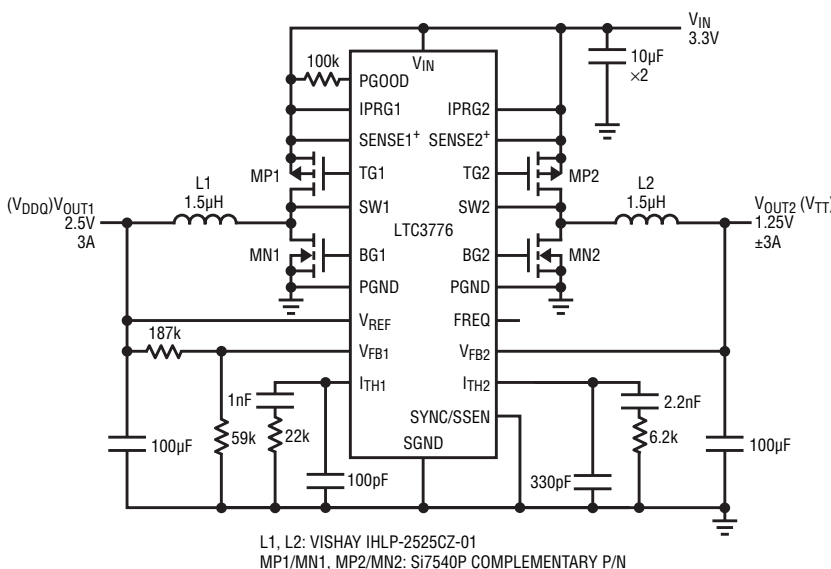 V_IN
3.3V
10µF
×2
100k
V_IN
PGOOD
IPRG1
IPRG2
SENSE1+
SENSE2+
MP1
TG1
TG2
MP2
L1
1.5µH
L2
1.5µH
(V_DDQ)V_OUT1
2.5V
3A
SW1
SW2
V_OUT2 (V_TT)
1.25V
±3A
LTC3776
MN1
BG1
BG2
MN2
PGND
PGND
V_REF
FREQ
187k
V_FB1
V_FB2
I_TH1
I_TH2
1nF
2.2nF
SYNC/SSEN
100µF
59k
22k
6.2k
100µF
SGND
100pF
330pF
L1, L2: VISHAY IHLP-2525CZ-01
MP1/MN1, MP2/MN2: Si7540P COMPLEMENTARY P/N